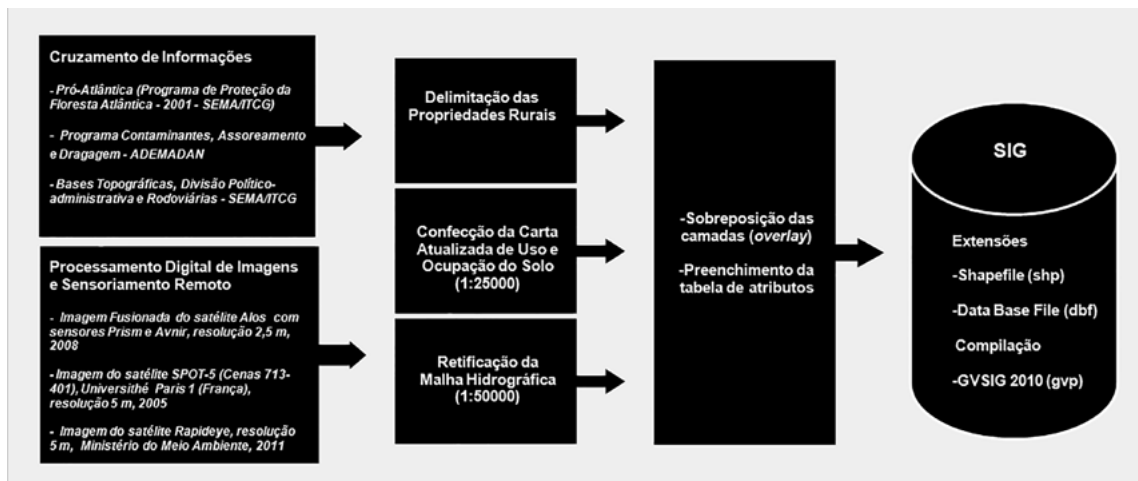 Cruzamento de Informações
- Pró-Atlântica (Programa de Proteção da
Floresta Atlântica - 2001 - SEMA/ITCG)
- Programa Contaminantes, Assoreamento
e Dragagem - ADEMADAN
- Bases Topográficas, Divisão Político-
administrativa e Rodoviárias - SEMA/ITCG
Processamento Digital de Imagens
e Sensoriamento Remoto
- Imagem Fusionada do satélite Alos com
sensores Prism e Avnir, resolução 2,5 m,
2008
-Imagem do satélite SPOT-5 (Cenas 713-
401), Universithé Paris 1 (França),
resolução 5 m, 2005
- Imagem do satélite Rapideye, resolução
5 m, Ministério do Meio Ambiente, 2011
Delimitação das
Propriedades Rurais
Confecção da Carta
Atualizada de Uso e
Ocupação do Solo
(1:25000)
Retificação da
Malha Hidrográfica
(1:50000)
-Sobreposição das
camadas (overlay)
-Preenchimento da
tabela de atributos
SIG
Extensões
-Shapefile (shp)
-Data Base File (dbf)
Compilação
-GVSIG 2010 (gvp)